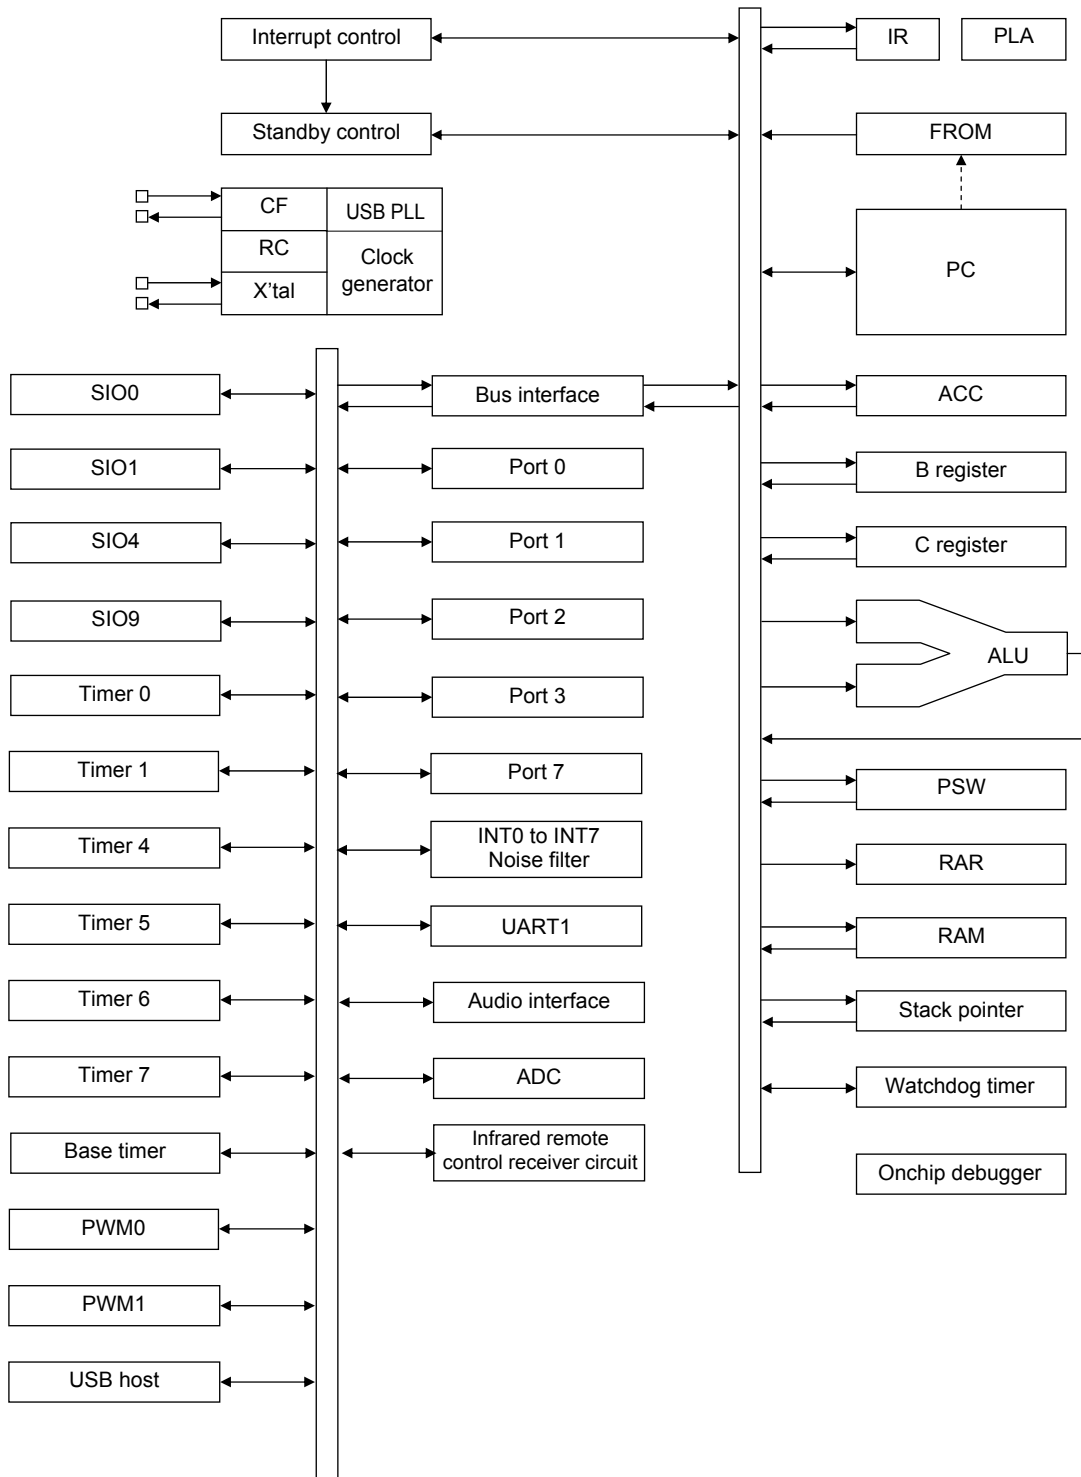 Interrupt control
IR
PLA
Standby control
FROM
CF
USB PLL
RC
Clock
generator
X'tal
PC
SIO0
Bus interface
ACC
SIO1
Port 0
B register
SIO4
Port 1
C register
SIO9
Port 2
ALU
Timer 0
Port 3
Timer 1
Port 7
PSW
Timer 4
INT0 to INT7
Noise filter
RAR
Timer 5
UART1
RAM
Timer 6
Audio interface
Stack pointer
Timer 7
ADC
Watchdog timer
Base timer
Infrared remote
control receiver circuit
Onchip debugger
PWM0
PWM1
USB host